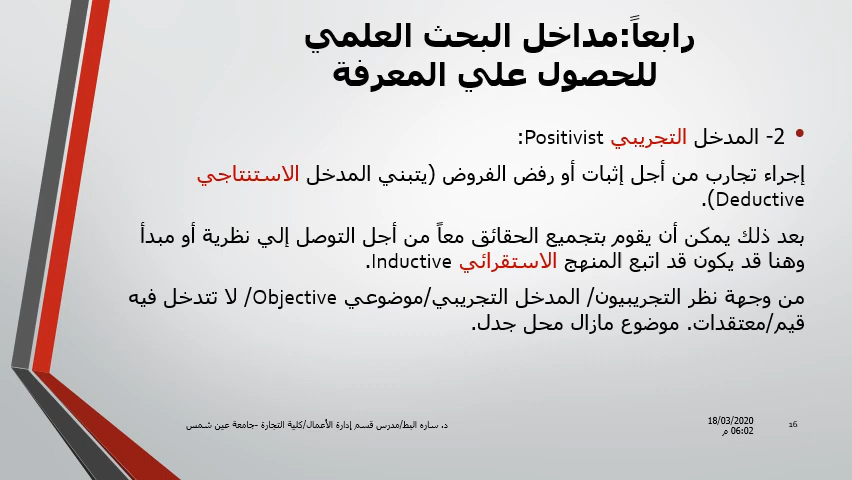 رابعاً:مداخل البحث العلمي
للحصول علي المعرفة
• 2- المدخل التجريبي Positivist:
إجراء تجارب من أجل إثبات أو رفض الفروض (يتبني المدخل الاستنتاجي
Deductive).
بعد ذلك يمكن أن يقوم بتجميع الحقائق معاً من أجل التوصل إلي نظرية أو مبدأ
وهنا قد يكون قد اتبع المنهج الاستقرائي Inductive.
من وجهة نظر التجريبيون/ المدخل التجريبي/موضوعي Objective/ لا تتدخل فيه
قيم/معتقدات. موضوع مازال محل جدل.
16
18/03/2020
06:02 م
د. ساره البط/مدرس قسم إدارة الأعمال/كلية التجارة -جامعة عين شمس